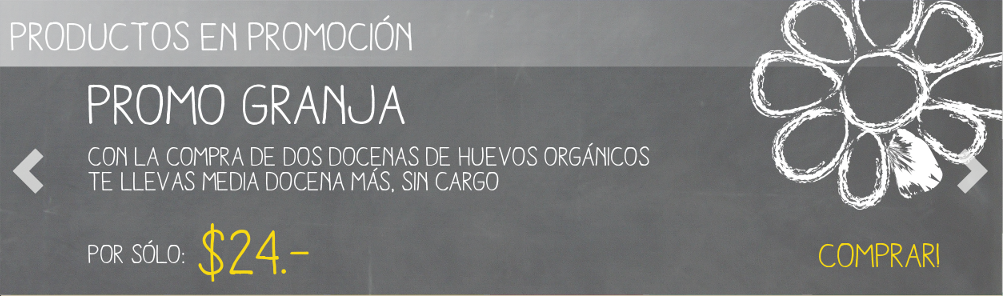 PRODUCTOS EN PROMOCIÓN
PROMO GRANJA
CON LA COMPRA DE DOS DOCENAS DE HUEVOS ORGÁNICOS
TE LLEVAS MEDIA DOCENA MÁS, SIN CARGO
POR SÓLO: $24.-
COMPRAR!